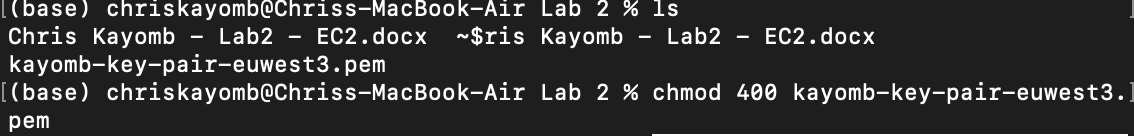 [(base) chriskayomb@Chriss-MacBook-Air Lab 2 % ls ]
Chris Kayomb - Lab2 - EC2.docx  ~$ris Kayomb - Lab2 - EC2.docx
kayomb-key-pair-euwest3.pem
[(base) chriskayomb@Chriss-MacBook-Air Lab 2 % chmod 400 kayomb-key-pair-euwest3.]
pem